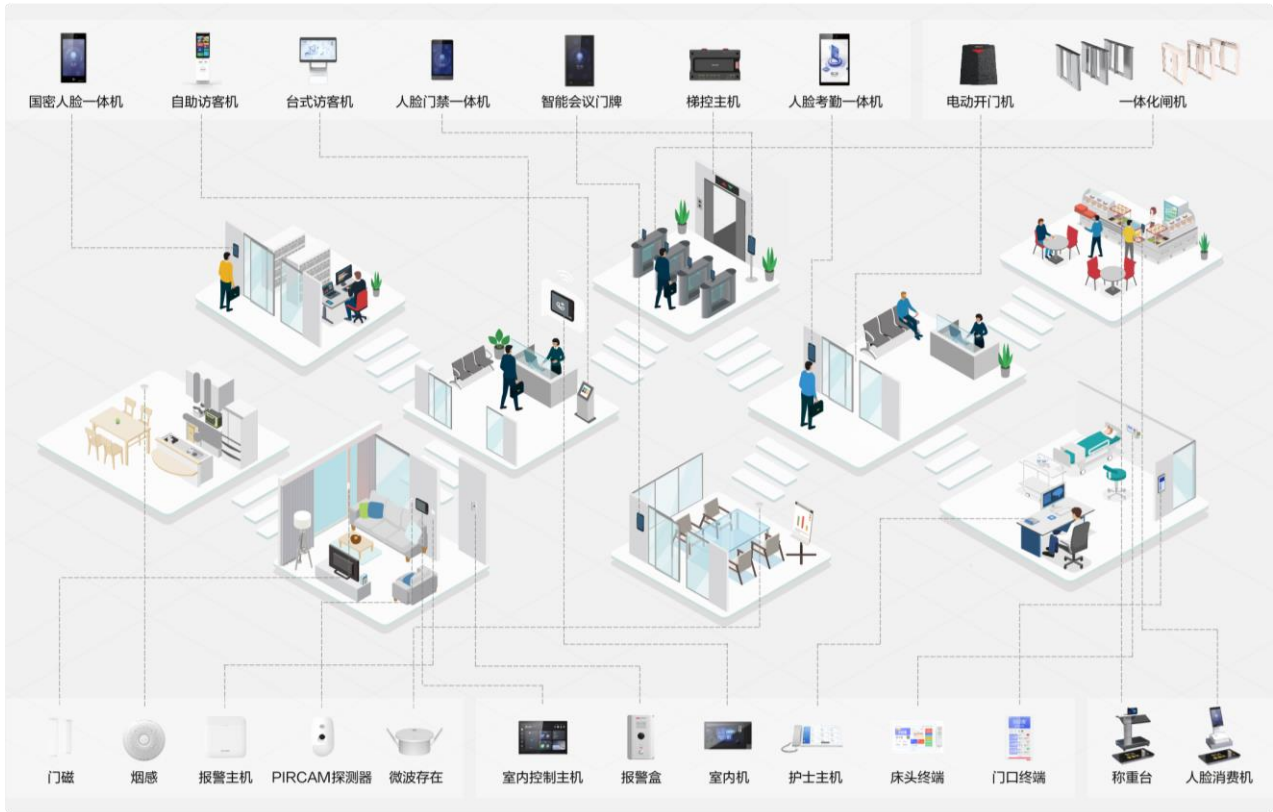 国密人脸一体机
自助访客机
台式访客机
人脸门禁一体机
智能会议门牌
梯控主机
人脸考勤一体机
电动开门机
一体化闸机
门磁
烟感
报警主机
PIRCAM探测器
微波存在
室内控制主机
报警盒
室内机
护士主机
床头终端
门口终端
称重台
人脸消费机